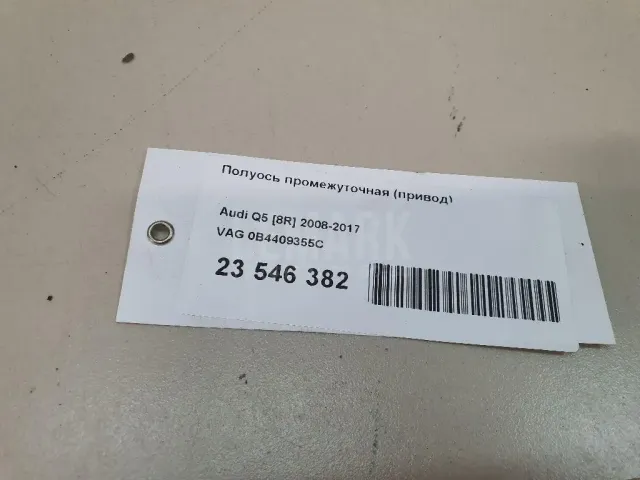 Полуось промежуточная (привод)
Audi Q5 [8R] 2008-2017
VAG 0B4409355C
23 546 382